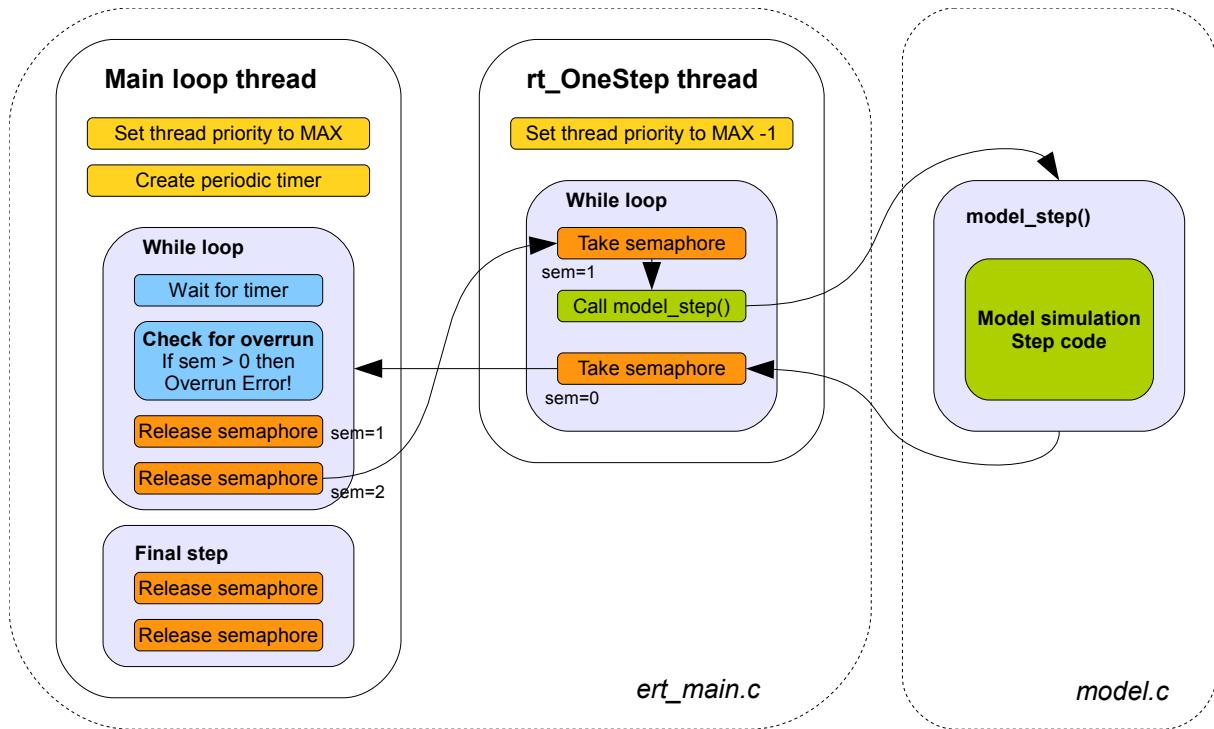 Main loop thread
Set thread priority to MAX
Create periodic timer
While loop
Wait for timer
Check for overrun
If sem > 0 then
Overrun Error!
Release semaphore
sem=1
Release semaphore
sem=2
Final step
Release semaphore
Release semaphore
rt_OneStep thread
Set thread priority to MAX -1
While loop
Take semaphore
sem=1
Call model_step()
Take semaphore
sem=0
ert_main.c
model_step()
Model simulation
Step code
model.c